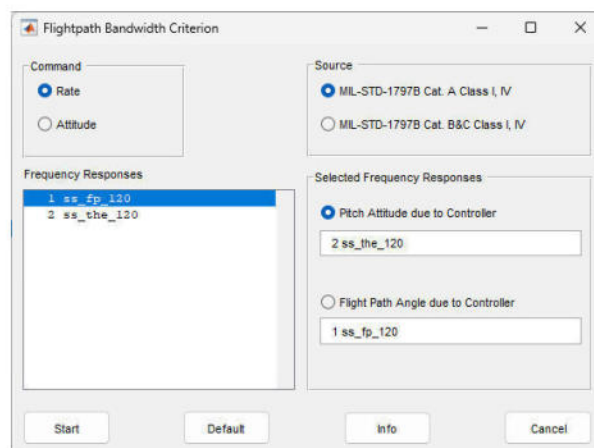 Flightpath Bandwidth Criterion
Command
Rate
Attitude
Source
MIL-STD-1797B Cat. A Class I, IV
MIL-STD-1797B Cat. B&C Class I, IV
Frequency Responses
1 ss_fp_120
2 ss_the_120
Selected Frequency Responses
Pitch Attitude due to Controller
2 ss_the_120
Flight Path Angle due to Controller
1 ss_fp_120
Start
Default
Info
Cancel